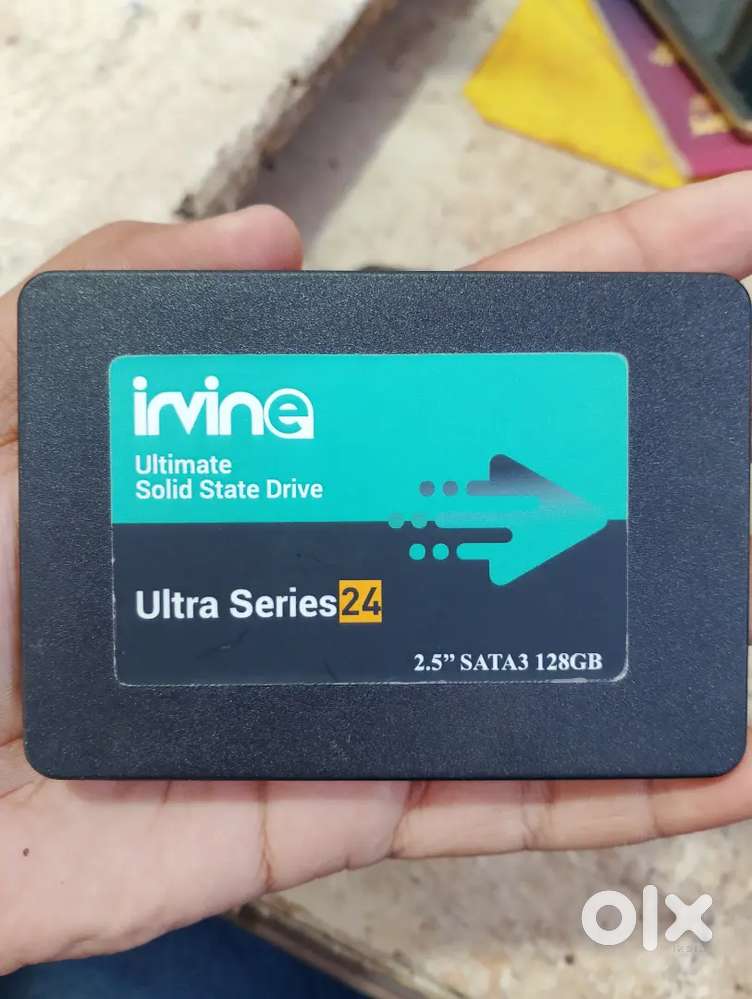 irvine
Ultimate
Solid State Drive
Ultra Series24
2.5” SATA3 128GB
olx